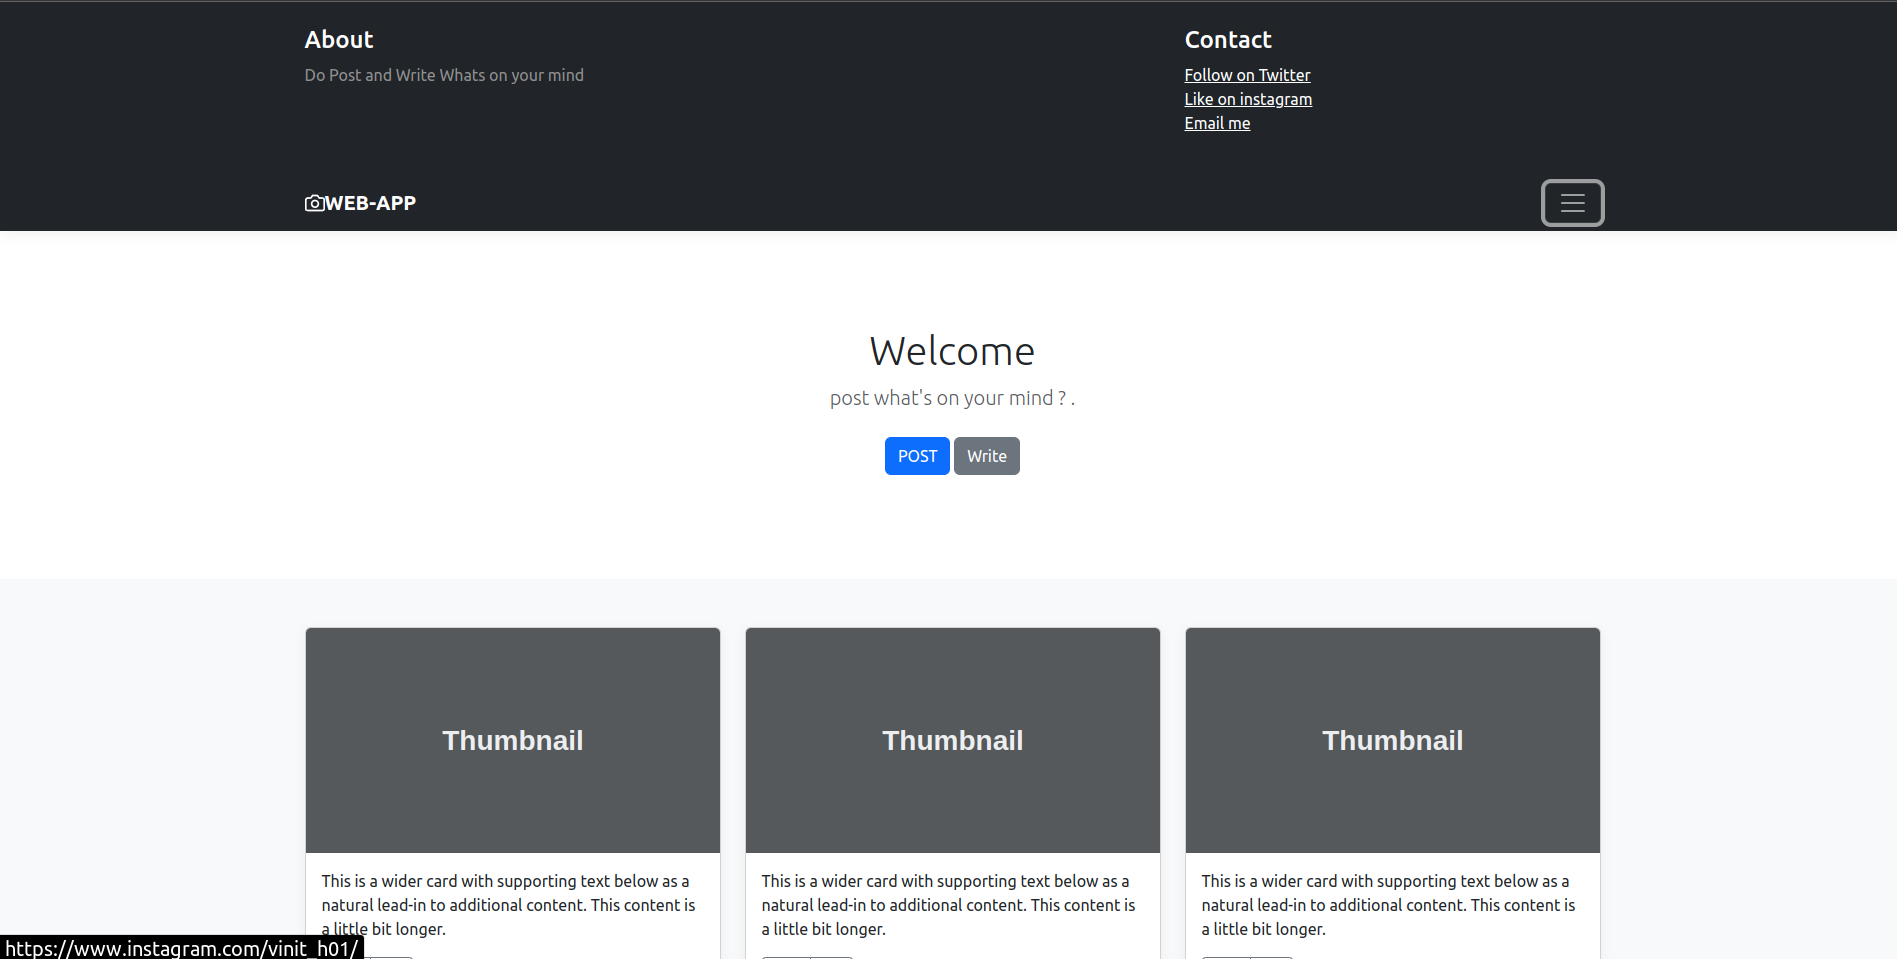 About
Do Post and Write Whats on your mind
Contact
Follow on Twitter
Like on instagram
Email me
WEB-APP
Welcome
post what's on your mind ? .
POST Write
Thumbnail
This is a wider card with supporting text below as a
natural lead-in to additional content. This content is
a little bit longer.
Thumbnail
This is a wider card with supporting text below as a
natural lead-in to additional content. This content is
a little bit longer.
Thumbnail
This is a wider card with supporting text below as a
natural lead-in to additional content. This content is
a little bit longer.
https://www.instagram.com/vinit_h01/